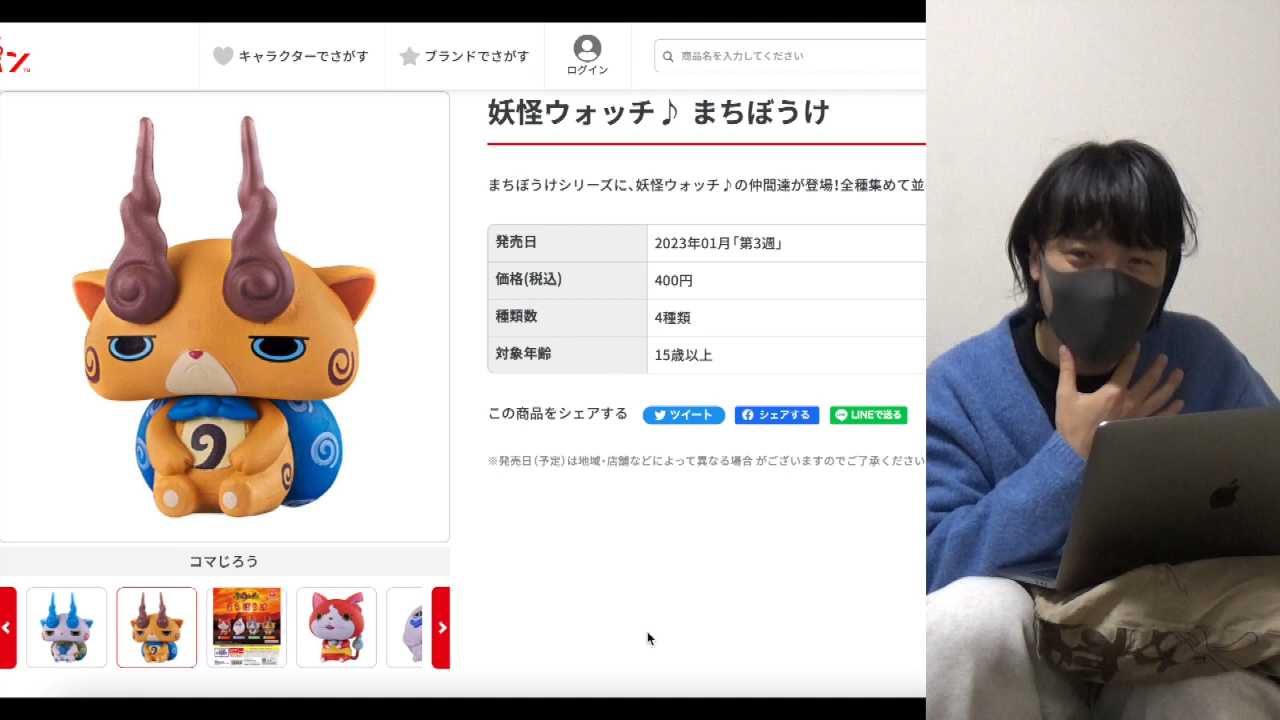 キャラクターでさがす
ブランドでさがす
ログイン
商品名を入力してください
妖怪ウォッチ♪ まちぼうけ
まちぼうけシリーズに、妖怪ウォッチ♪の仲間達が登場！全種集めて並
発売日 2023年01月「第3週」
価格(税込) 400円
種類数 4種類
対象年齢 15歳以上
この商品をシェアする ツイート シェアする LINEで送る
※発売日（予定）は地域・店舗などによって異なる場合 がございますのでご了承ください
コマじろう